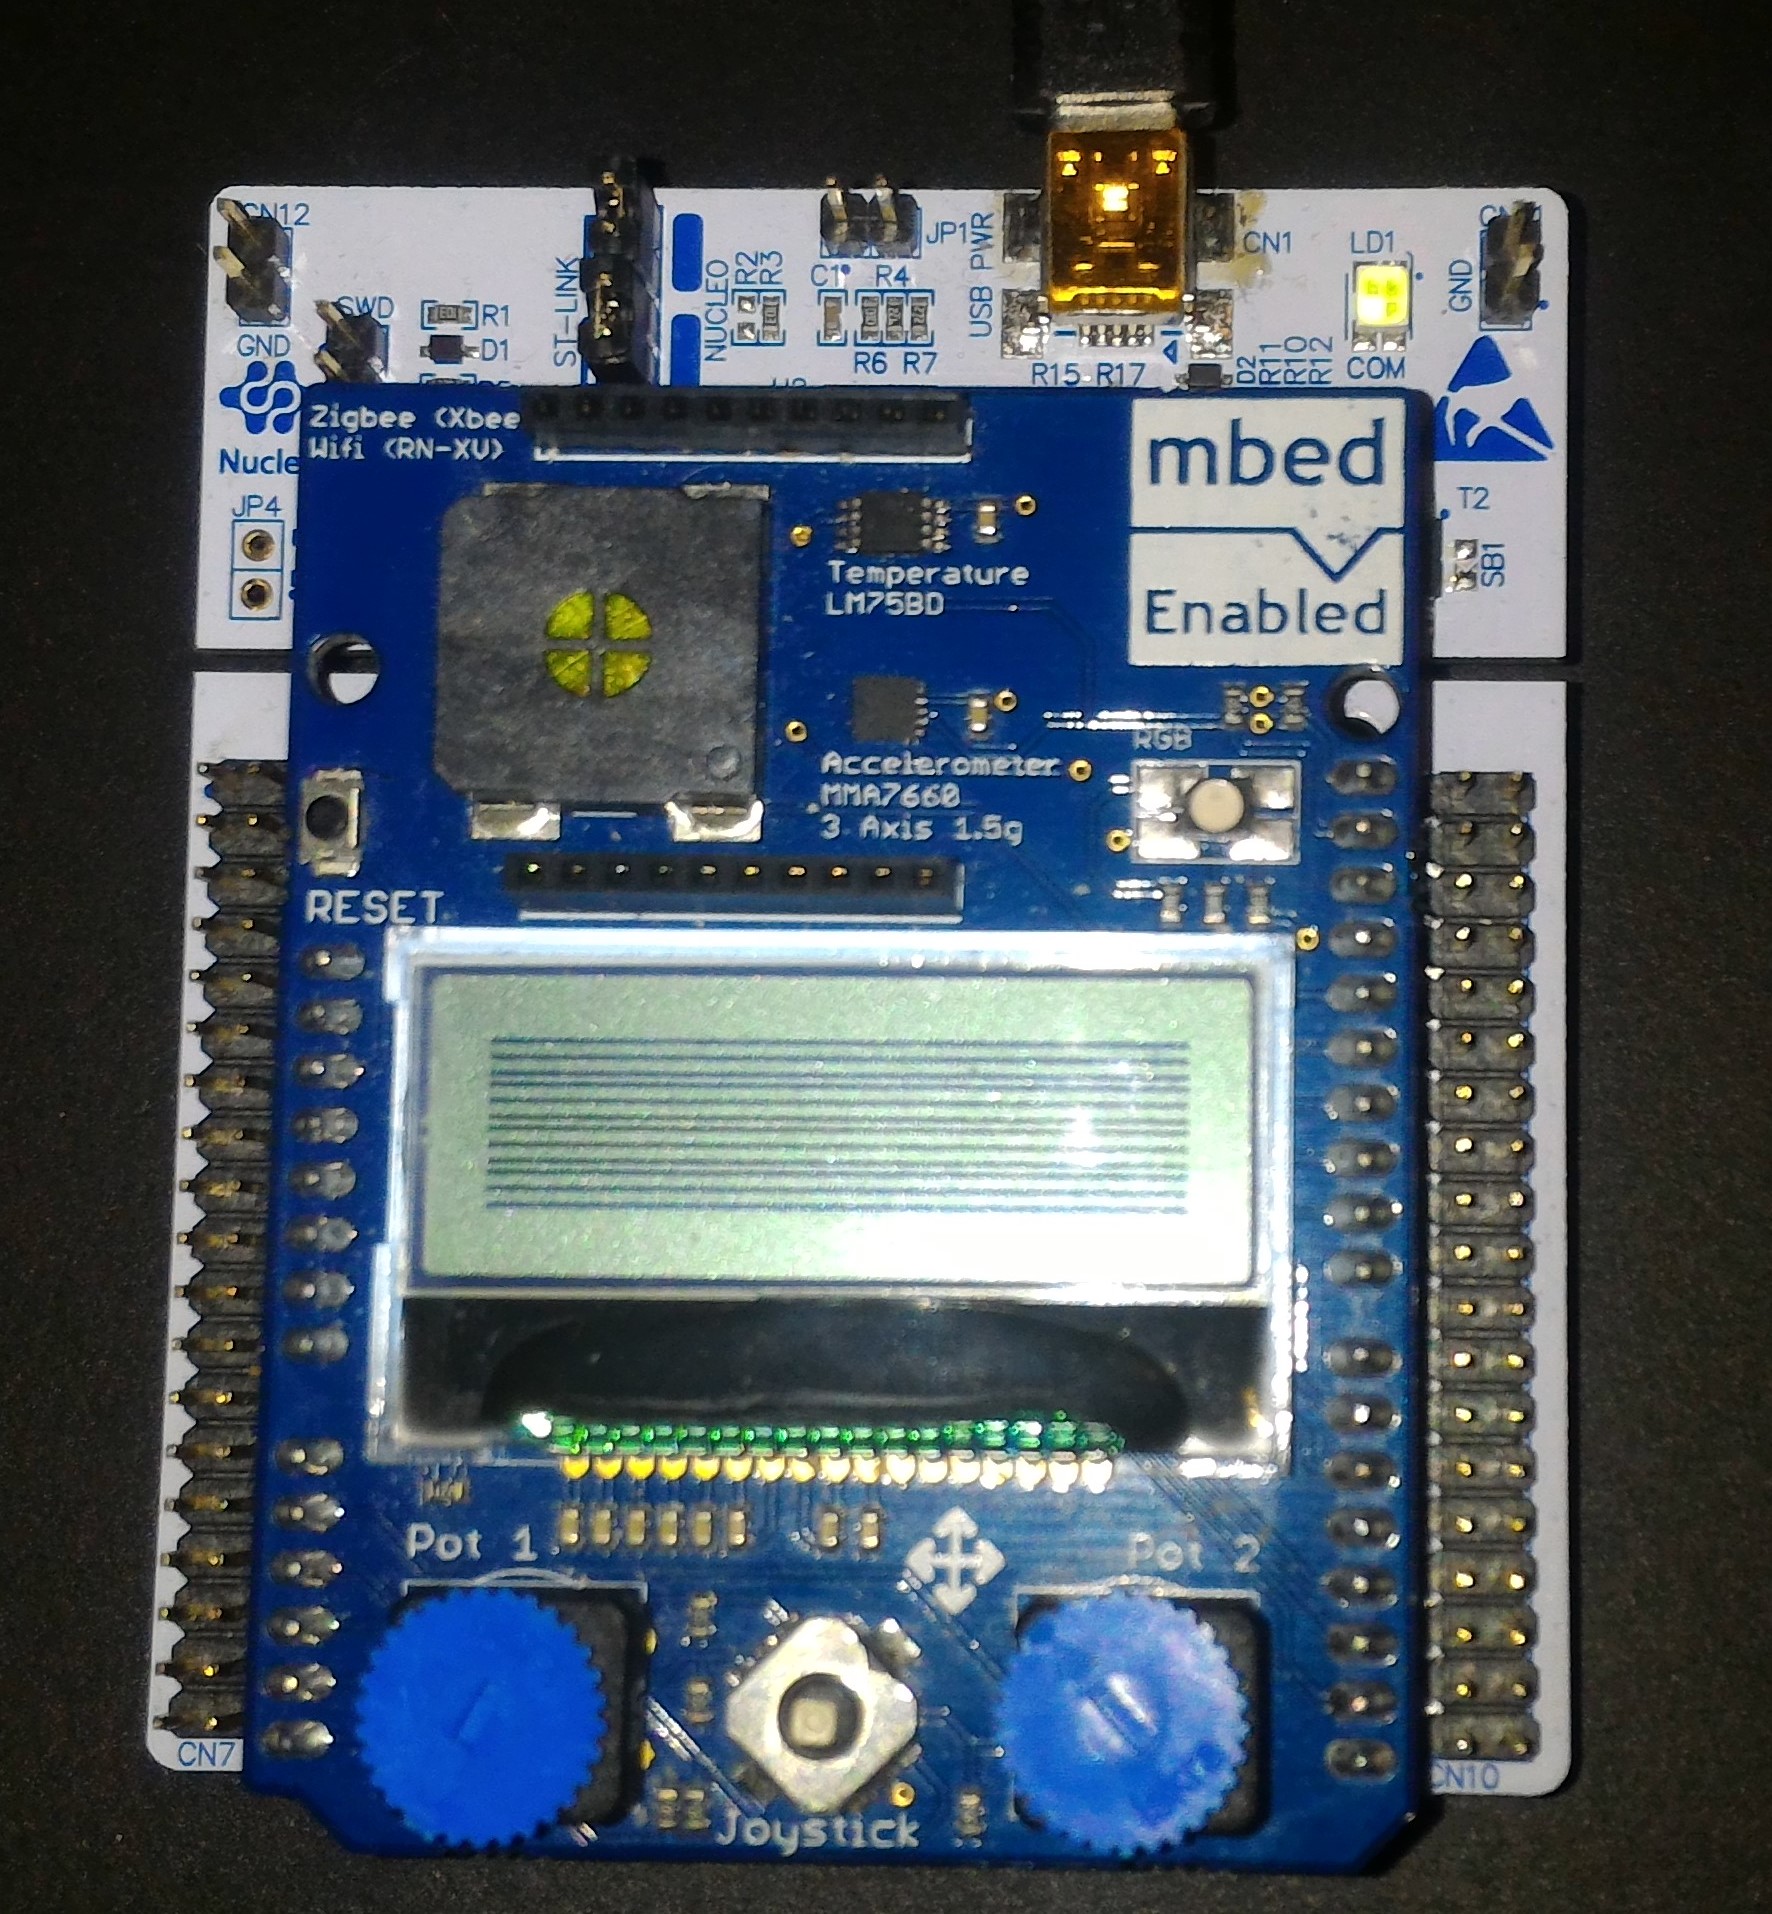 CN12
GND
SWD
R1
D1
ST-LINK
NUCLEO
R2
R3
C1
R4
JP1
R6 R7
USB PWR
CN1
R15 R17
D2
R11
R10
R12
LD1
COM
GND
Nucle
JP4
T2
SB1
Zigbee (Xbee
Wifi (RN-XV)
mbed
Enabled
Temperature
LM75BD
Accelerometer
MMA7660
3 Axis 1.5g
RGB
RESET
Pot 1
Pot 2
Joystick
CN7
CN10